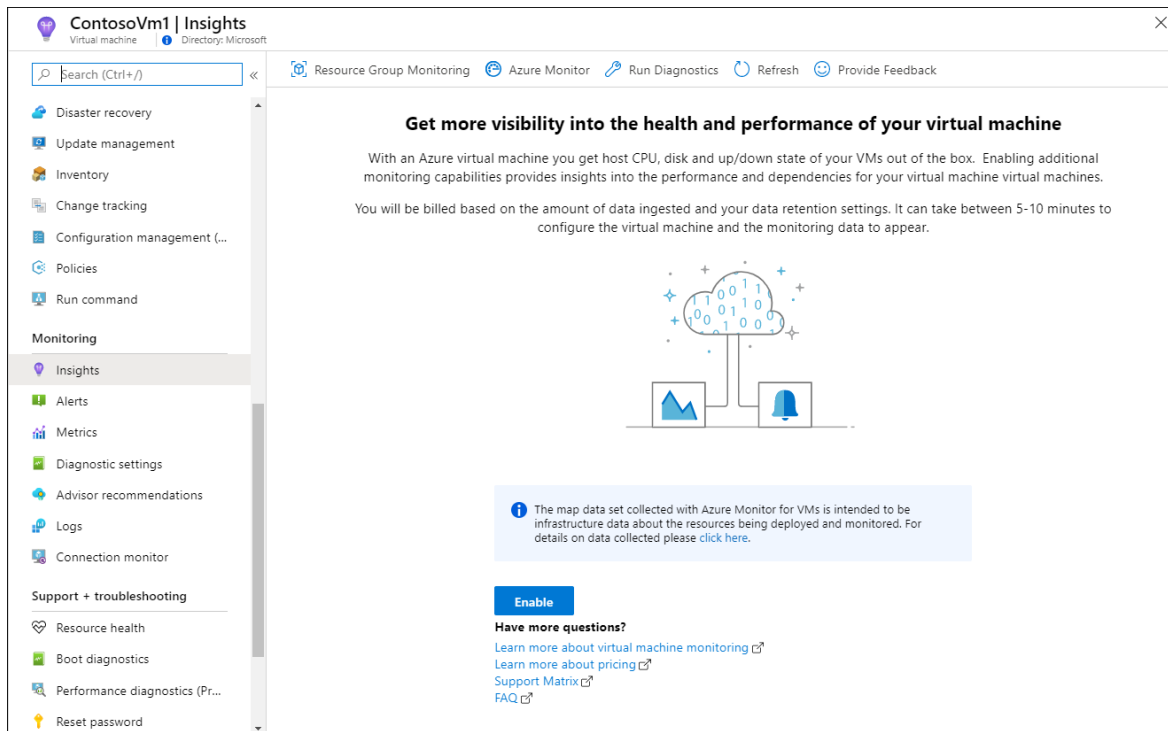 ContosoVm1 | Insights
Virtual machine
Directory: Microsoft
Search (Ctrl+/)
«
Disaster recovery
Update management
Inventory
Change tracking
Configuration management (...
Policies
Run command
Monitoring
Insights
Alerts
Metrics
Diagnostic settings
Advisor recommendations
Logs
Connection monitor
Support + troubleshooting
Resource health
Boot diagnostics
Performance diagnostics (Pr...
Reset password
Resource Group Monitoring
Azure Monitor
Run Diagnostics
Refresh
Provide Feedback
Get more visibility into the health and performance of your virtual machine
With an Azure virtual machine you get host CPU, disk and up/down state of your VMs out of the box. Enabling additional
monitoring capabilities provides insights into the performance and dependencies for your virtual machine virtual machines.
You will be billed based on the amount of data ingested and your data retention settings. It can take between 5-10 minutes to
configure the virtual machine and the monitoring data to appear.
The map data set collected with Azure Monitor for VMs is intended to be
infrastructure data about the resources being deployed and monitored. For
details on data collected please click here.
Enable
Have more questions?
Learn more about virtual machine monitoring
Learn more about pricing
Support Matrix
FAQ